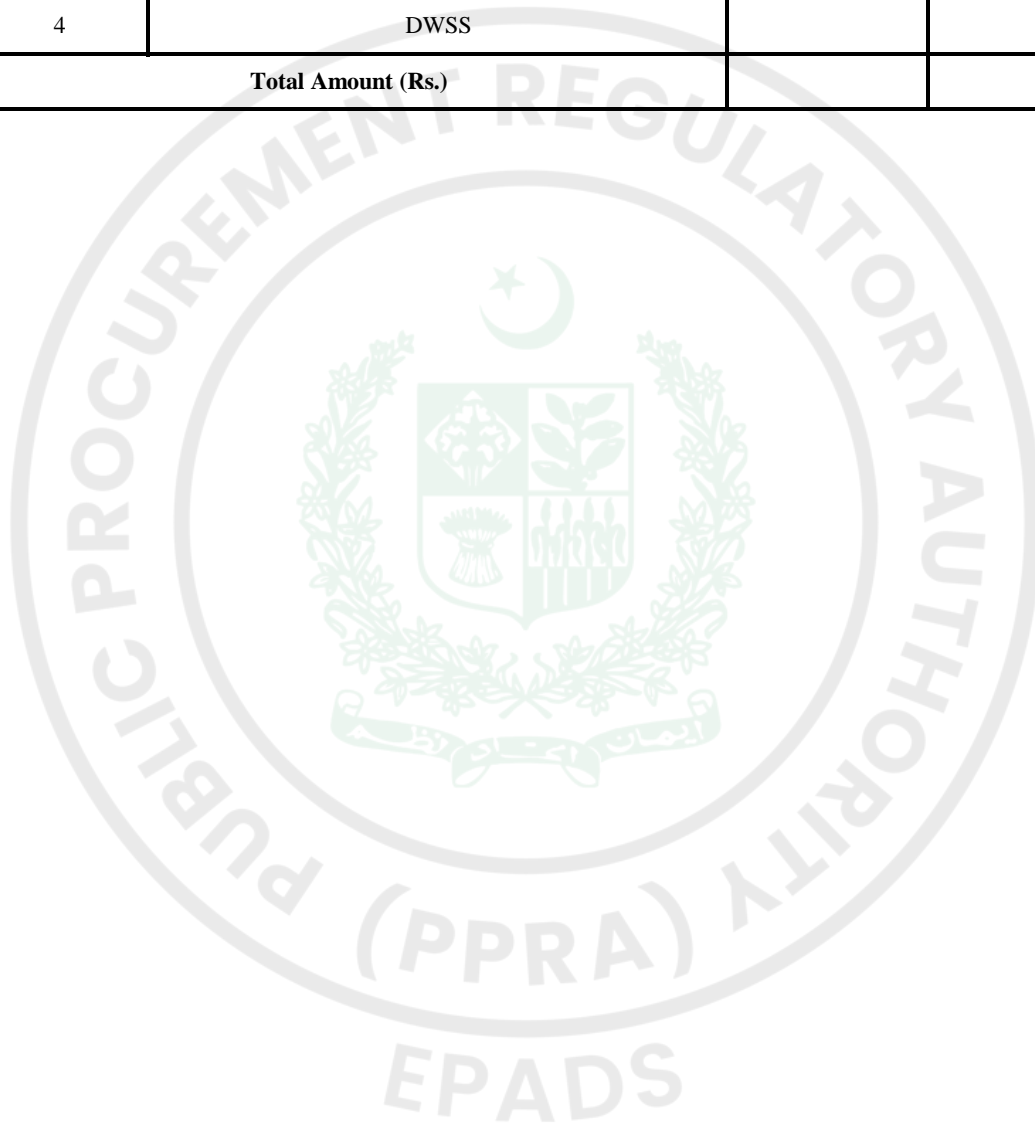 4 DWSS
Total Amount (Rs.)
PUBLIC PROCUREMENT REGULATORY AUTHORITY
(PPRA)
EPADS